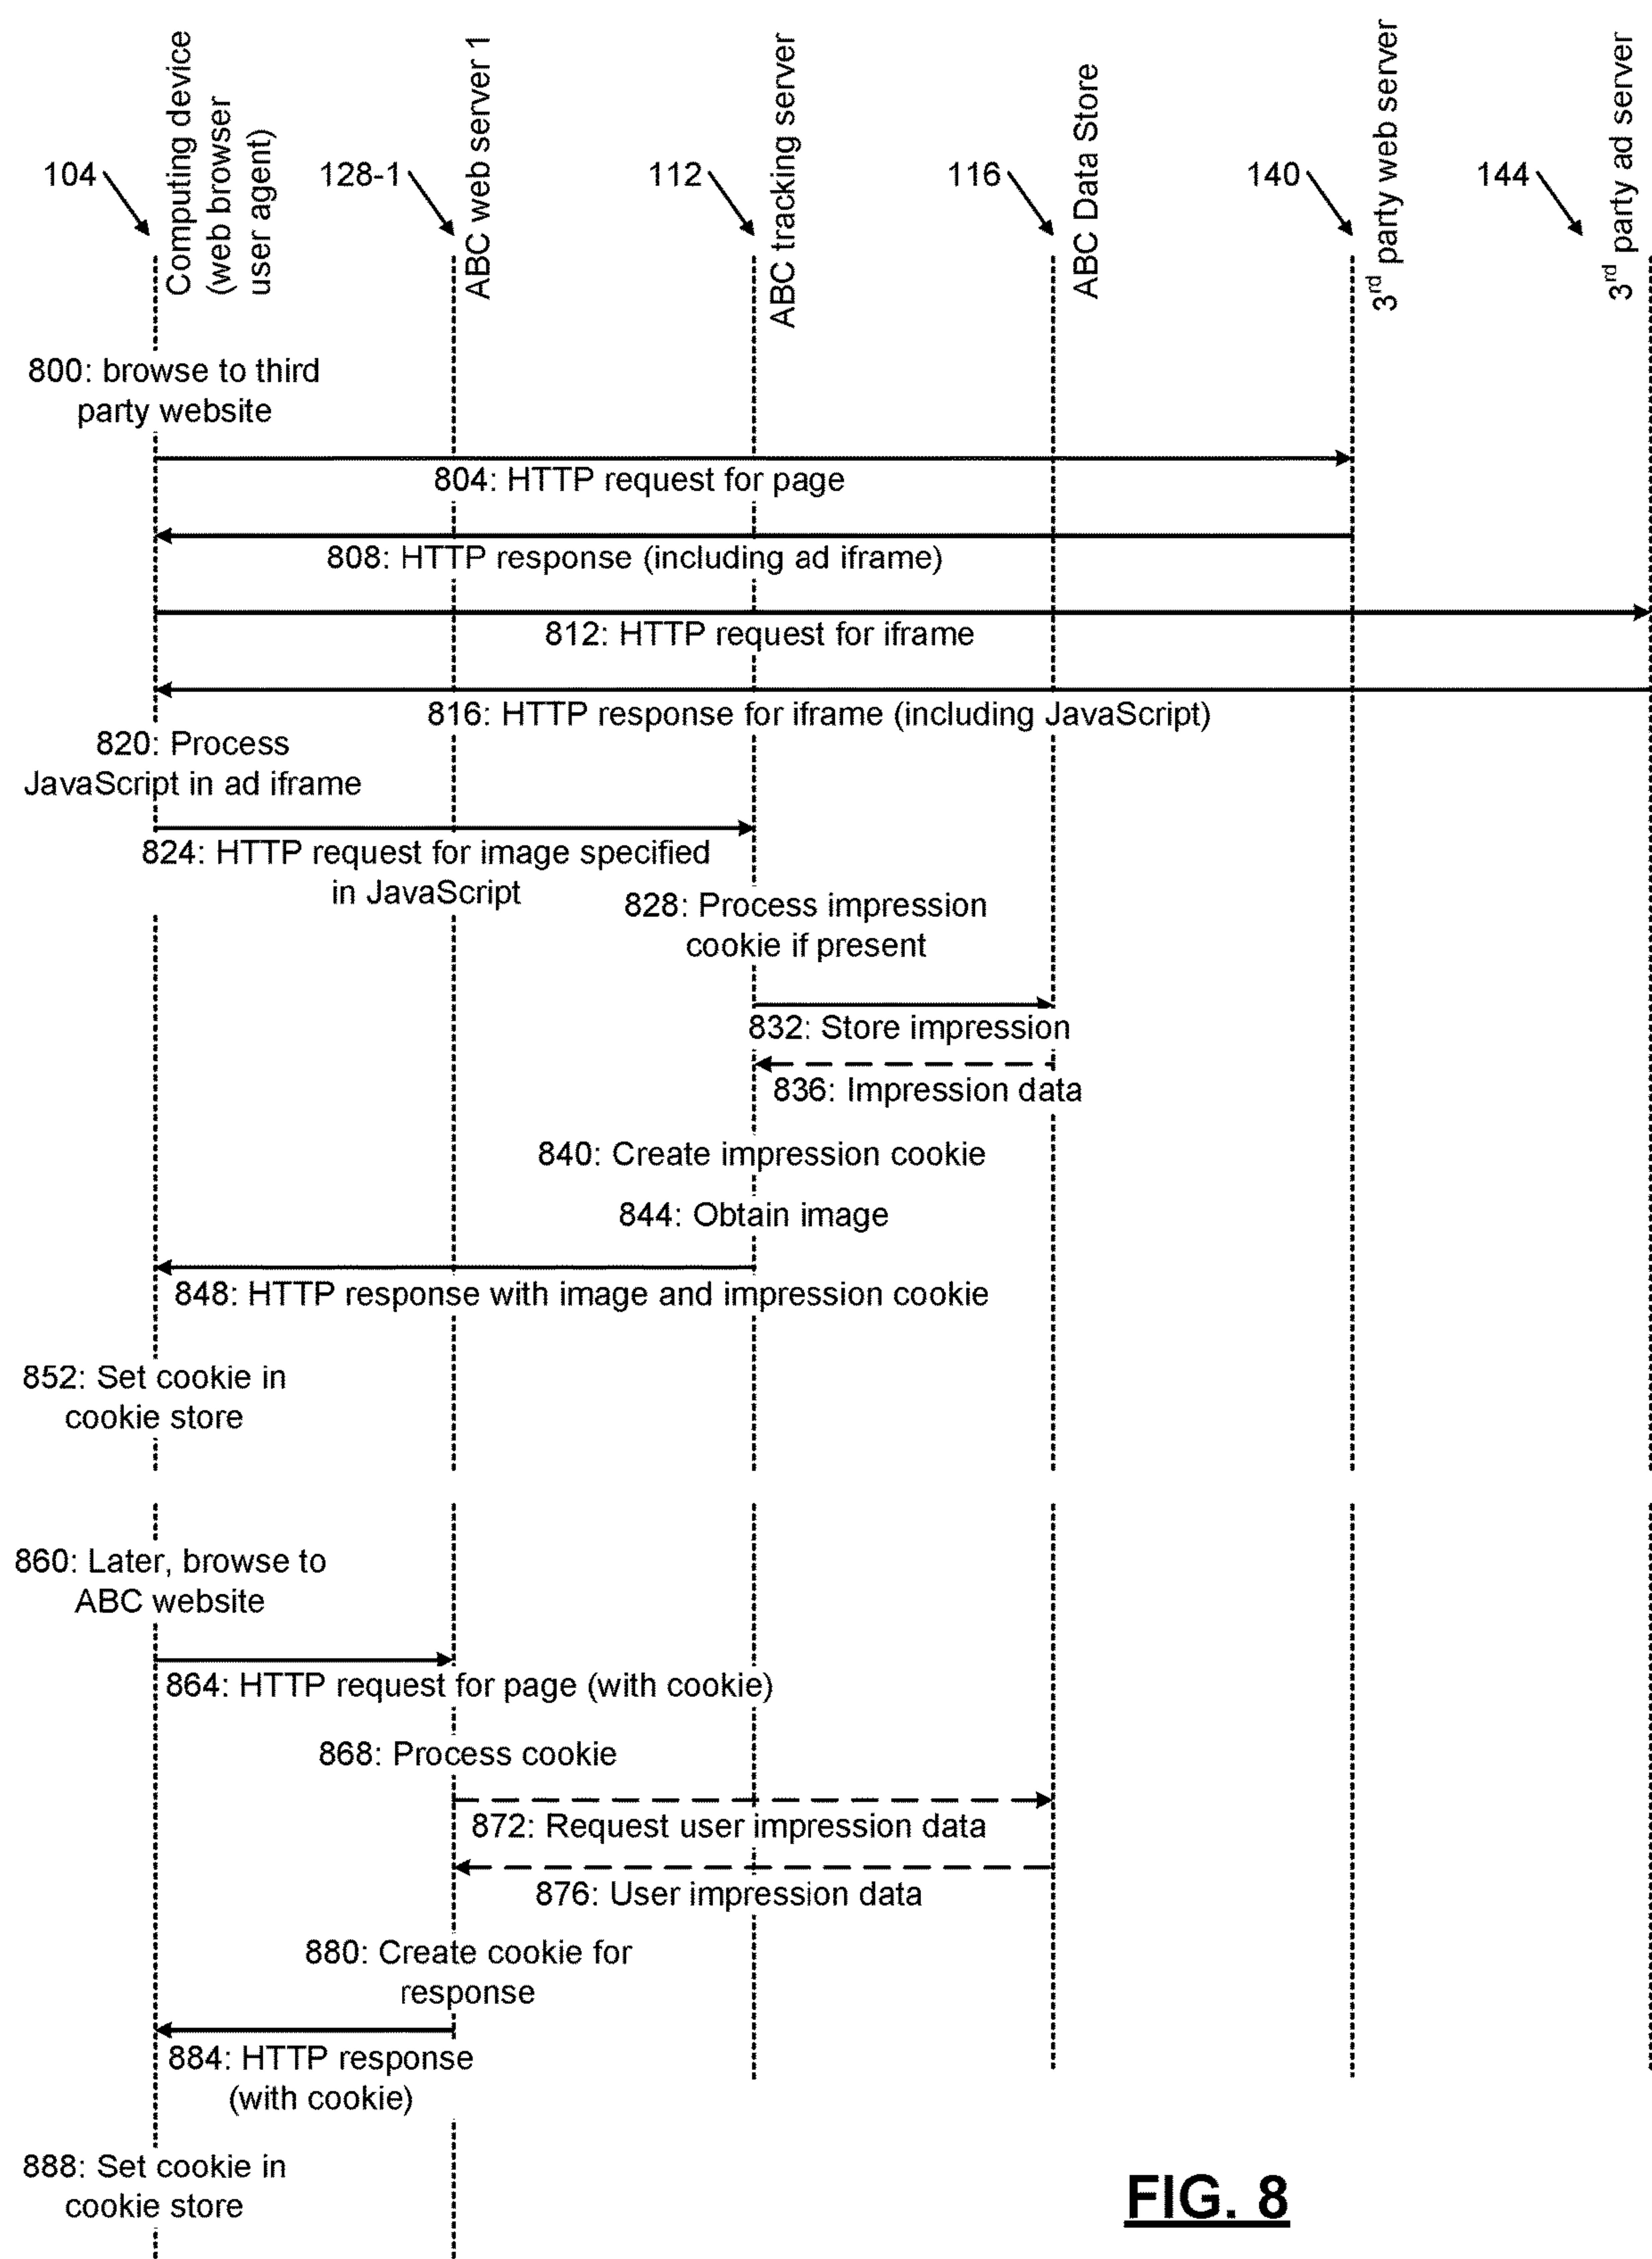 104
Computing device
(web browser
user agent)
128-1
ABC web server 1
112
ABC tracking server
116
ABC Data Store
140
3rd party web server
144
3rd party ad server
800: browse to third
party website
804: HTTP request for page
808: HTTP response (including ad iframe)
812: HTTP request for iframe
816: HTTP response for iframe (including JavaScript)
820: Process
JavaScript in ad iframe
824: HTTP request for image specified
in JavaScript
828: Process impression
cookie if present
832: Store impression
836: Impression data
840: Create impression cookie
844: Obtain image
848: HTTP response with image and impression cookie
852: Set cookie in
cookie store
860: Later, browse to
ABC website
864: HTTP request for page (with cookie)
868: Process cookie
872: Request user impression data
876: User impression data
880: Create cookie for
response
884: HTTP response
(with cookie)
888: Set cookie in
cookie store
FIG. 8